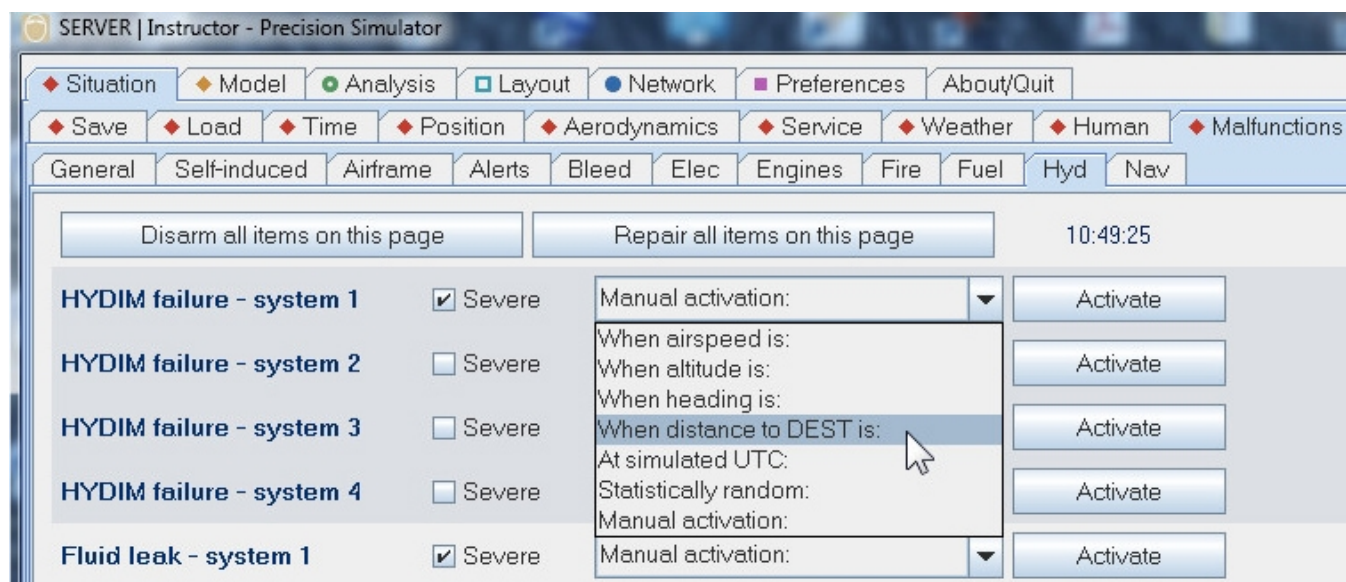 SERVER | Instructor - Precision Simulator
Situation Model Analysis Layout Network Preferences About/Quit
Save Load Time Position Aerodynamics Service Weather Human Malfunctions
General Self-induced Airframe Alerts Bleed Elec Engines Fire Fuel Hyd Nav
Disarm all items on this page Repair all items on this page 10:49:25
HYDIM failure - system 1 Severe Manual activation: Activate
When airspeed is:
HYDIM failure - system 2 Severe When altitude is: Activate
When heading is:
HYDIM failure - system 3 Severe When distance to DEST is: Activate
At simulated UTC:
HYDIM failure - system 4 Severe Statistically random: Activate
Manual activation:
Fluid leak - system 1 Severe Manual activation: Activate